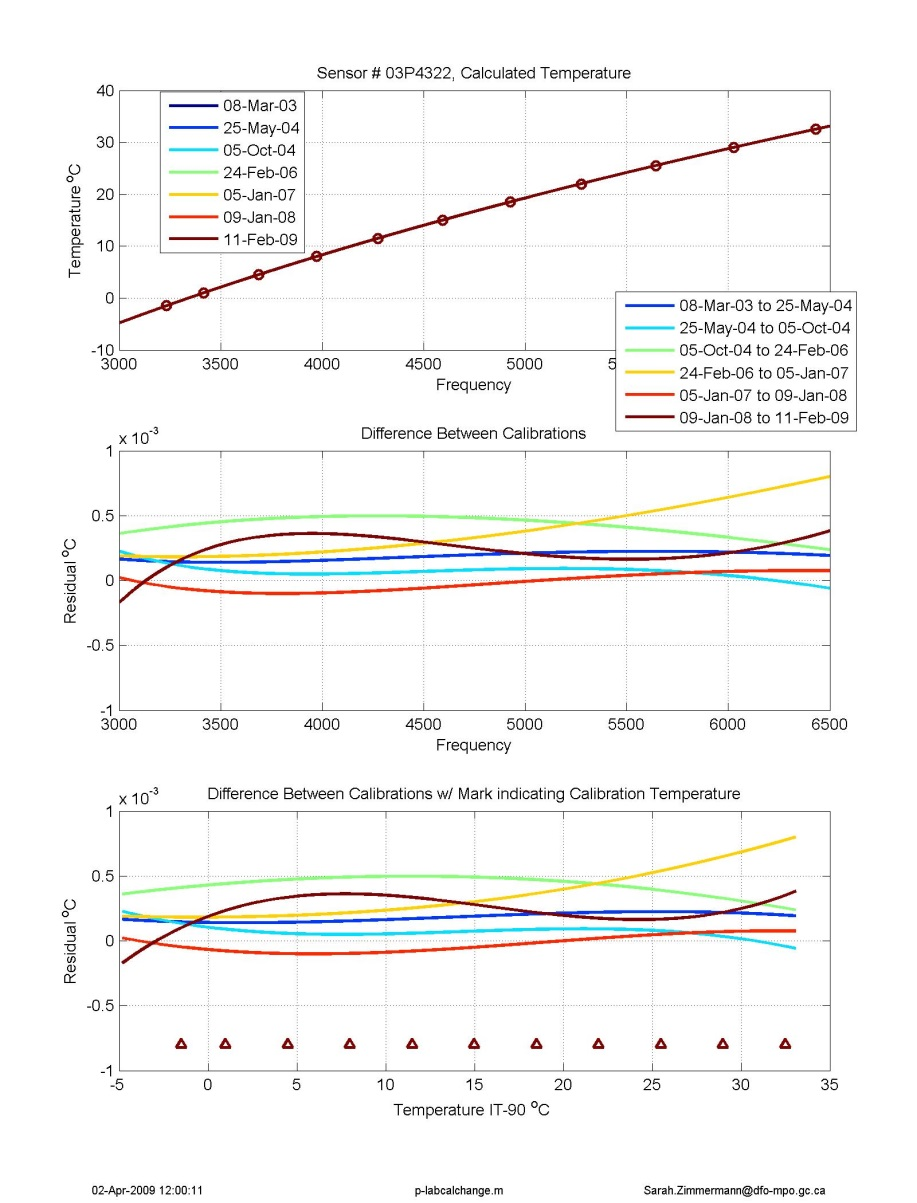 Sensor # 03P4322, Calculated Temperature
40
30
20
10
0
-10
Temperature °C
08-Mar-03
25-May-04
05-Oct-04
24-Feb-06
05-Jan-07
09-Jan-08
11-Feb-09
3000 3500 4000 4500 5000 5
Frequency
08-Mar-03 to 25-May-04
25-May-04 to 05-Oct-04
05-Oct-04 to 24-Feb-06
24-Feb-06 to 05-Jan-07
05-Jan-07 to 09-Jan-08
09-Jan-08 to 11-Feb-09
x 10⁻³
Difference Between Calibrations
1
0.5
0
-0.5
-1
Residual °C
3000 3500 4000 4500 5000 5500 6000 6500
Frequency
x 10⁻³
Difference Between Calibrations w/ Mark indicating Calibration Temperature
1
0.5
0
-0.5
-1
Residual °C
-5 0 5 10 15 20 25 30 35
Temperature IT-90 °C
02-Apr-2009 12:00:11 p-labcalchange.m Sarah.Zimmermann@dfo-mpo.gc.ca